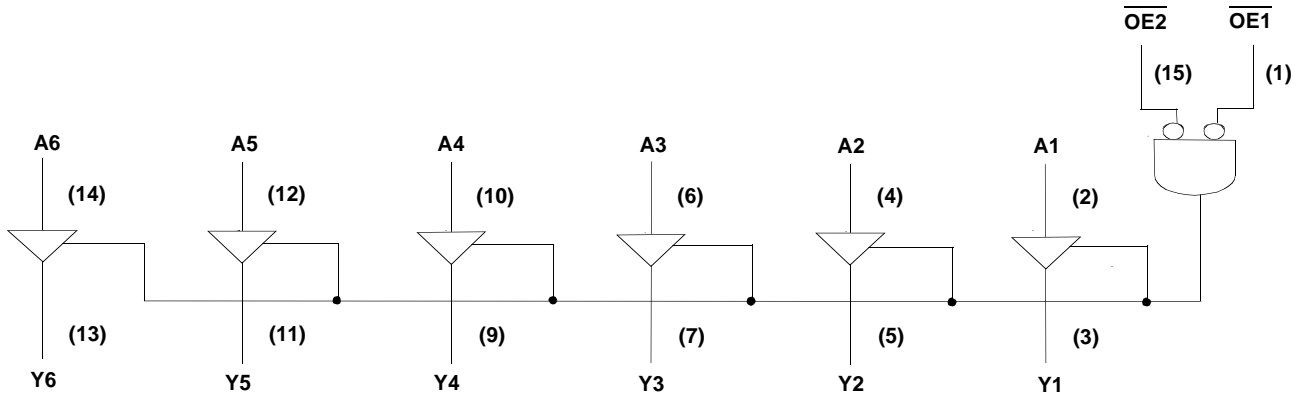 OE2 OE1
(15) (1)
A6 A5 A4 A3 A2 A1
(14) (12) (10) (6) (4) (2)
(13) (11) (9) (7) (5) (3)
Y6 Y5 Y4 Y3 Y2 Y1